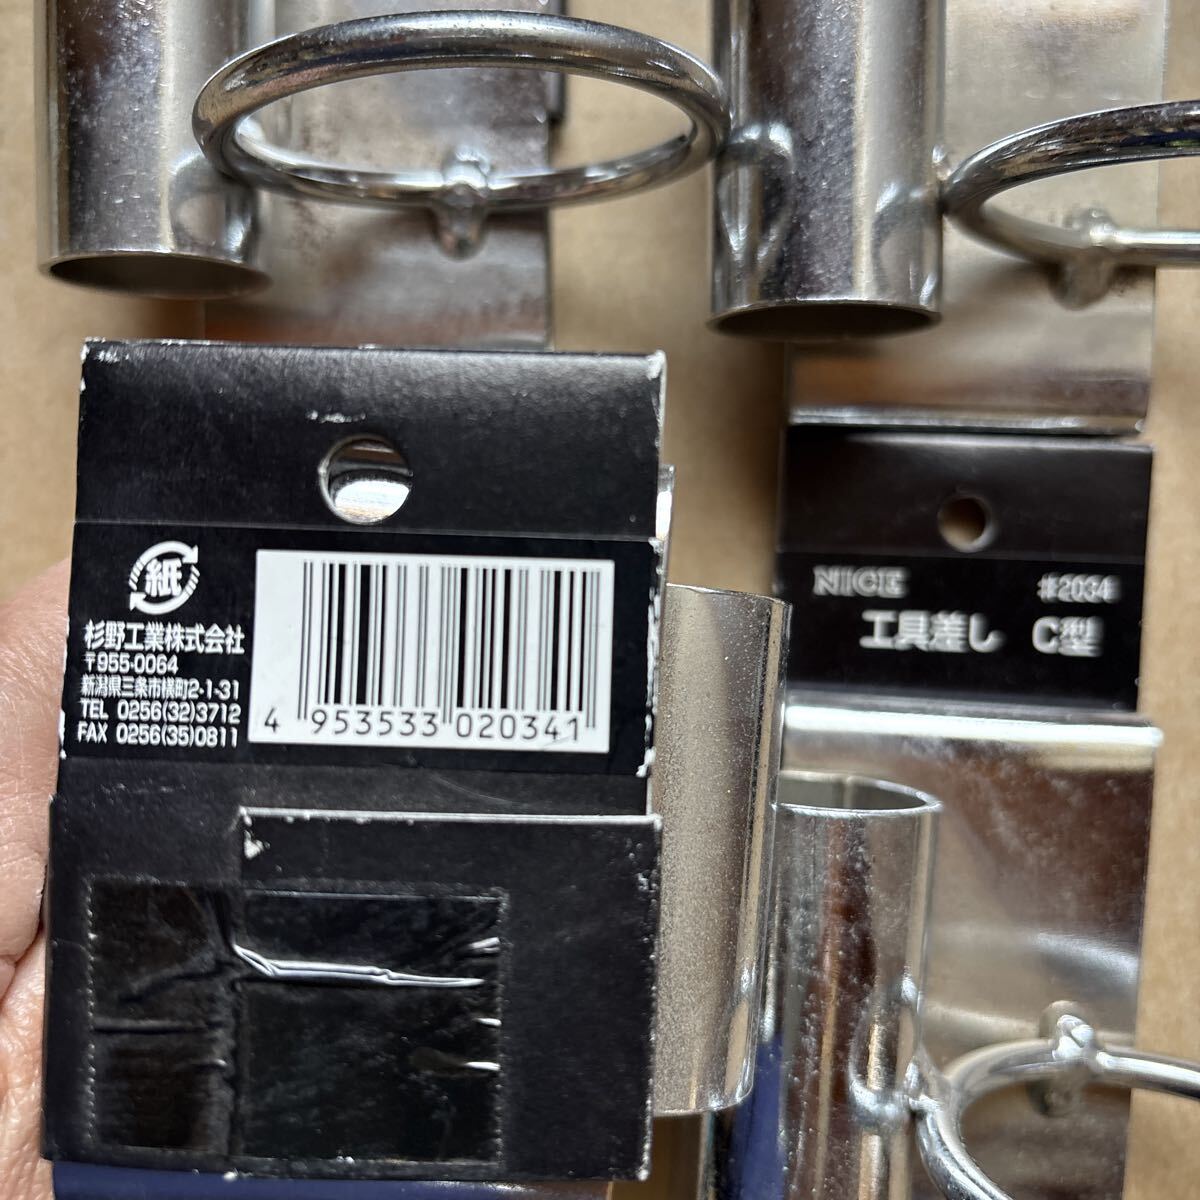 紙
杉野工業株式会社
〒955-0064
新潟県三条市横町2-1-31
TEL 0256(32)3712
FAX 0256(35)0811
4 953533 020341
NICE #2034
工具差し C型